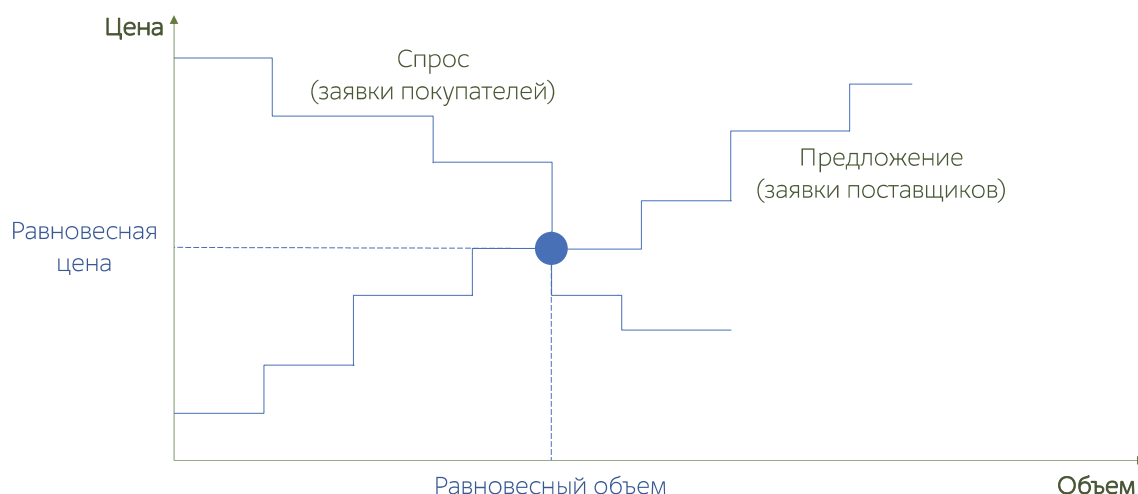 Цена
Спрос
(заявки покупателей)
Предложение
(заявки поставщиков)
Равновесная
цена
Равновесный объем
Объем